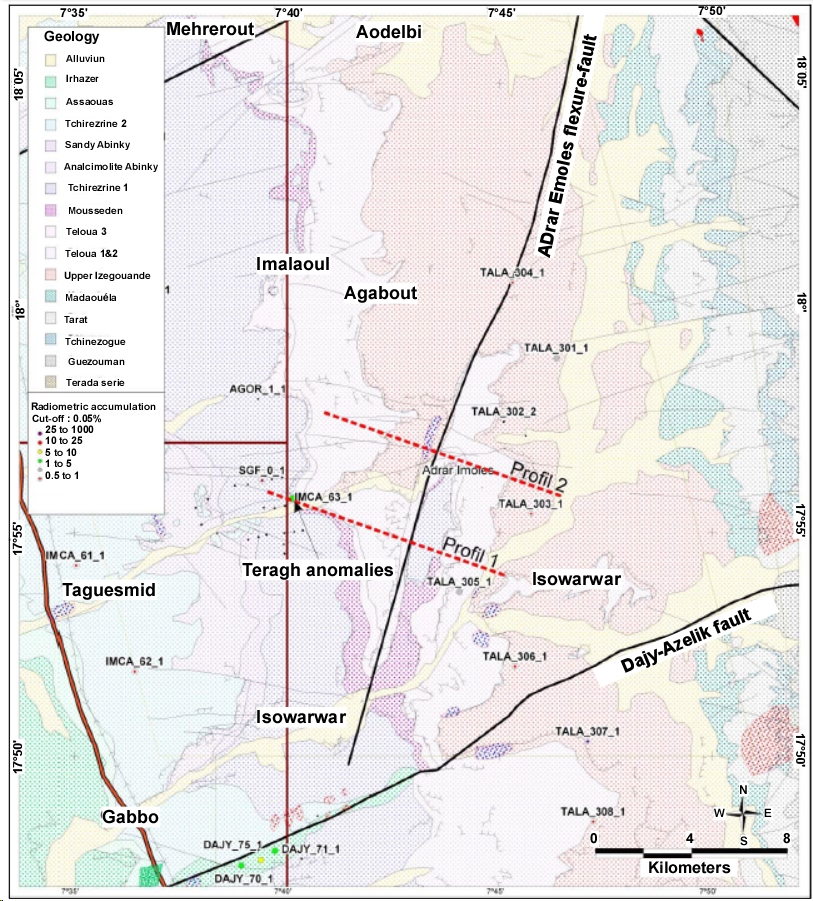 7°35'
7°40'
7°45'
7°50'
Mehrerout
Aodelbi
Geology
Alluviun
Irhazer
Assaouas
Tchirezrine 2
Sandy Abinky
Analcimolite Abinky
Tchirezrine 1
Mousseden
Teloua 3
Teloua 1&2
Upper Izegouande
Madaouéla
Tarat
Tchinezogue
Guezouman
Terada serie
Radiometric accumulation
Cut-off : 0.05%
25 to 1000
10 to 25
5 to 10
1 to 5
0.5 to 1
18°05'
18°05'
ADrar Emoles flexure-fault
Imalaoul
TALA_304_1
Agabout
18°'
18°'
TALA_301_1
AGOR_1_1
TALA_302_2
SGF_0_1
Adrar Imoles
Profil 2
IMCA_63_1
TALA_303_1
17°55'
17°55'
Profil 1
IMCA_61_1
Teragh anomalies
Taguesmid
TALA_305_1
Isowarwar
Dajy-Azelik fault
IMCA_62_1
TALA_306_1
Isowarwar
TALA_307_1
17°50'
17°50'
Gabbo
TALA_308_1
N
W
E
S
0
4
8
Kilometers
DAJY_75_1
DAJY_71_1
DAJY_70_1
7°35'
7°40'
7°45'
7°50'